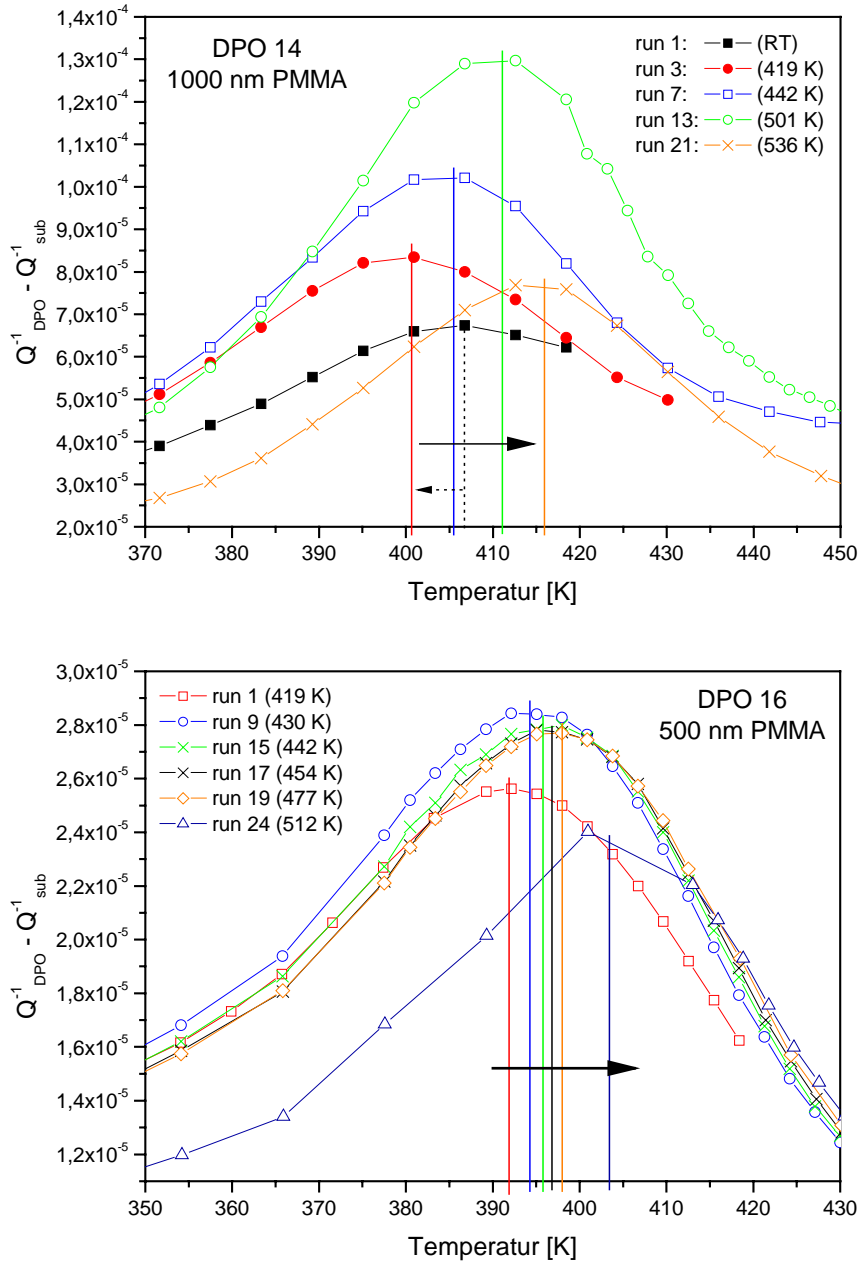 1,4x10⁻⁴
1,3x10⁻⁴
1,2x10⁻⁴
1,0x10⁻⁴
9,0x10⁻⁵
8,0x10⁻⁵
6,0x10⁻⁵
5,0x10⁻⁵
4,0x10⁻⁵
3,0x10⁻⁵
2,0x10⁻⁵
Q⁻¹DPO - Q⁻¹sub
DPO 14
1000 nm PMMA
run 1: (RT)
run 3: (419 K)
run 7: (442 K)
run 13: (501 K)
run 21: (536 K)
370 380 390 400 410 420 430 440 450
Temperatur [K]
3,0x10⁻⁵
2,8x10⁻⁵
2,6x10⁻⁵
2,4x10⁻⁵
2,2x10⁻⁵
2,0x10⁻⁵
1,8x10⁻⁵
1,6x10⁻⁵
1,4x10⁻⁵
1,2x10⁻⁵
Q⁻¹DPO - Q⁻¹sub
run 1 (419 K)
run 9 (430 K)
run 15 (442 K)
run 17 (454 K)
run 19 (477 K)
run 24 (512 K)
DPO 16
500 nm PMMA
350 360 370 380 390 400 410 420 430
Temperatur [K]